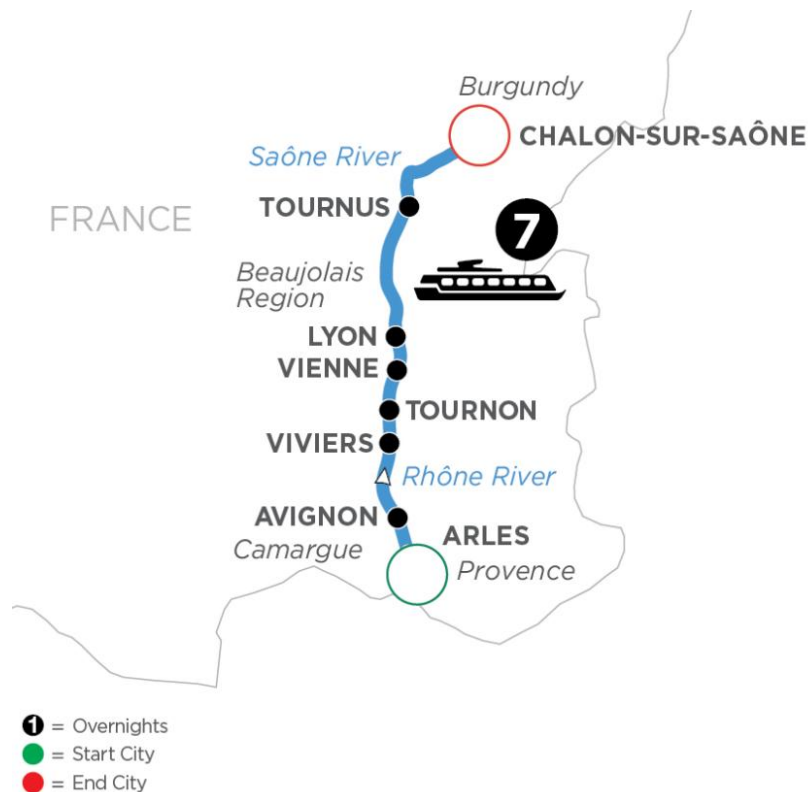 Burgundy
CHALON-SUR-SAÔNE
Saône River
TOURNUS
FRANCE
7
Beaujolais
Region
LYON
VIENNE
TOURNON
VIVIERS
Rhône River
AVIGNON
ARLES
Camargue
Provence
1 = Overnights
= Start City
= End City